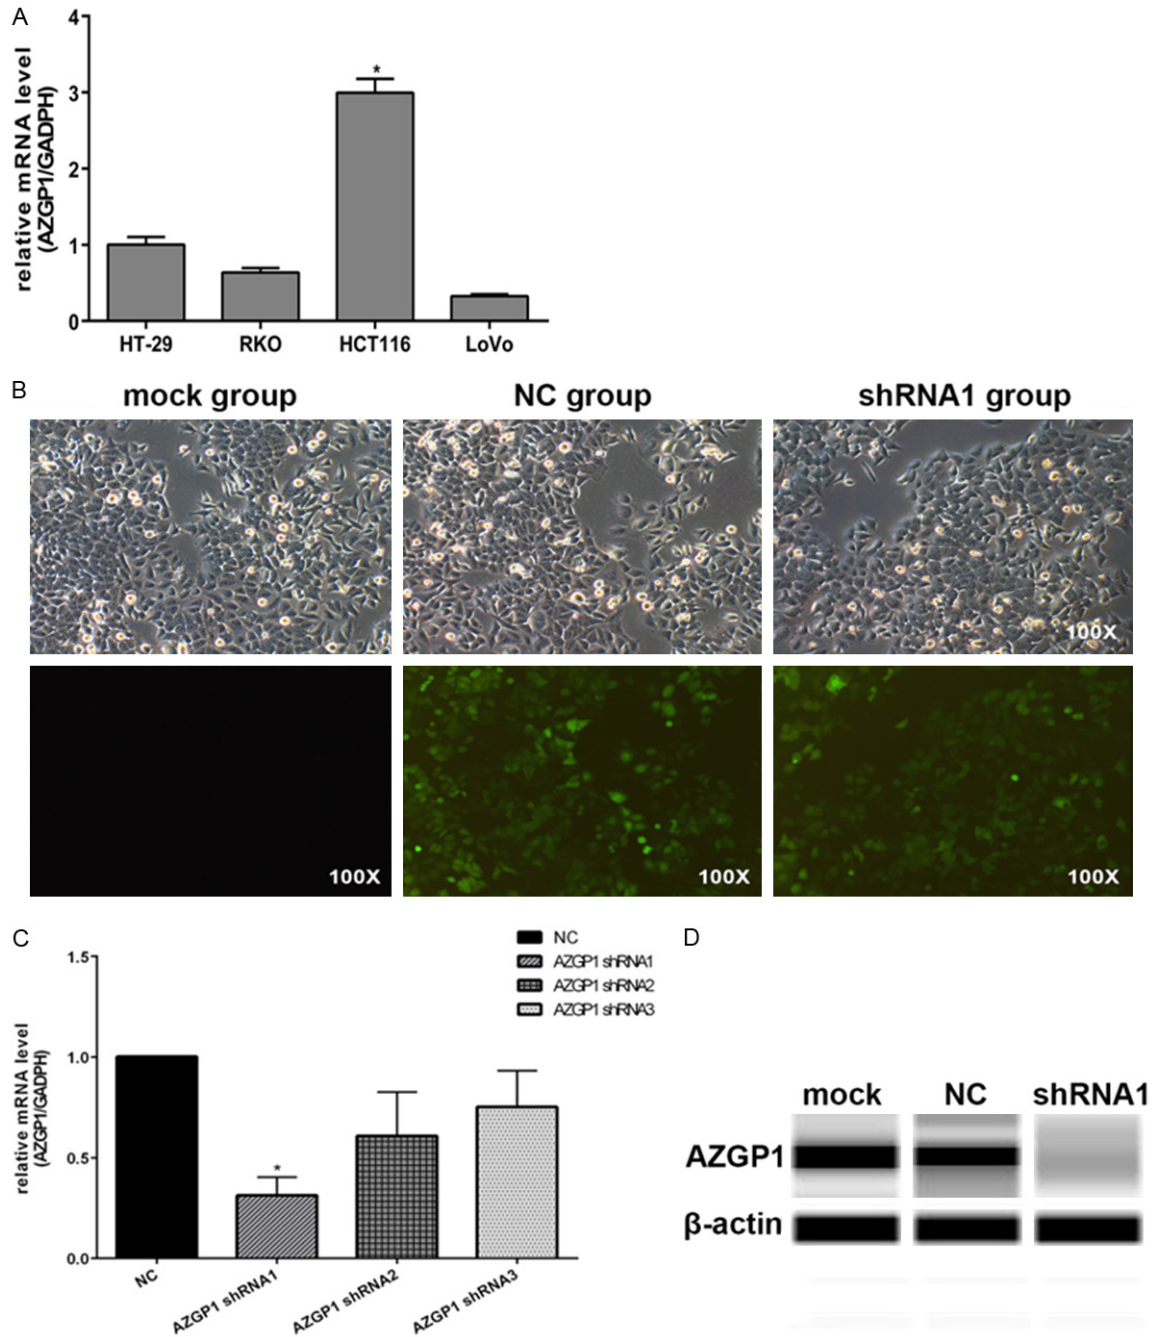 A
relative mRNA level
(AZGP1/GADPH)
4
3
2
1
0
*
HT-29 RKO HCT116 LoVo
B
mock group NC group shRNA1 group
100X
100X 100X 100X
C
relative mRNA level
(AZGP1/GADPH)
1.5
1.0
0.5
0.0
*
NC
AZGP1 shRNA1
AZGP1 shRNA2
AZGP1 shRNA3
NC AZGP1 shRNA1 AZGP1 shRNA2 AZGP1 shRNA3
D
mock NC shRNA1
AZGP1
β-actin